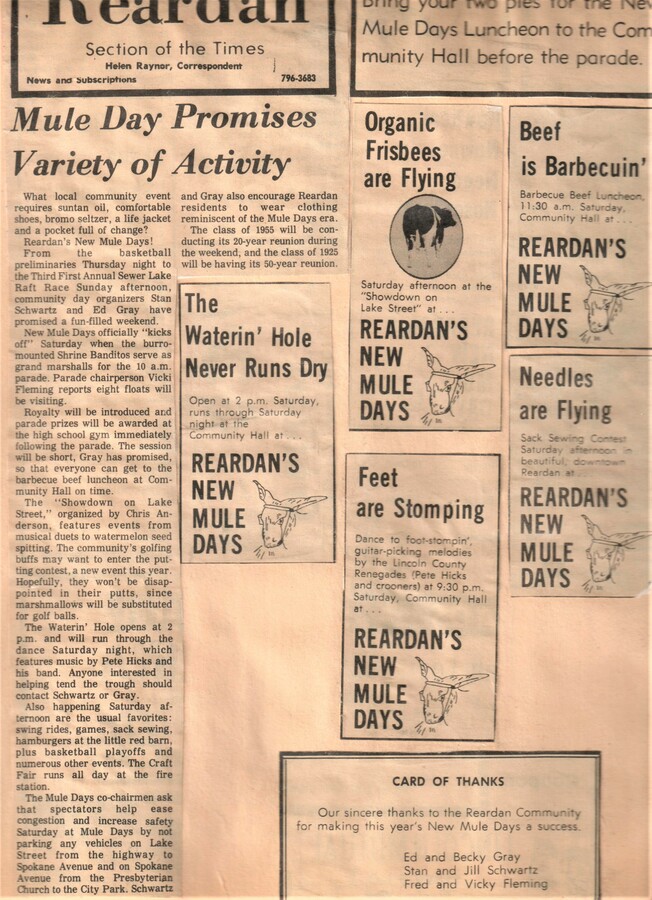 Reardan
Section of the Times
Helen Raynor, Correspondent
News and Subscriptions 796-3683
Bring your two pies for the New
Mule Days Luncheon to the Com
munity Hall before the parade.
Mule Day Promises
Variety of Activity
What local community event
requires suntan oil, comfortable
shoes, bromo seltzer, a life jacket
and a pocket full of change?
Reardan's New Mule Days!
From the basketball
preliminaries Thursday night to
the Third First Annual Sewer Lake
Raft Race Sunday afternoon,
community day organizers Stan
Schwartz and Ed Gray have
promised a fun-filled weekend.
New Mule Days officially "kicks
off" Saturday when the burro-
mounted Shrine Banditos serve as
grand marshalls for the 10 a.m.
parade. Parade chairperson Vicki
Fleming reports eight floats will
be visiting.
Royalty will be introduced and
parade prizes will be awarded at
the high school gym immediately
following the parade. The session
will be short, Gray has promised,
so that everyone can get to the
barbecue beef luncheon at Com-
munity Hall on time.
The "Showdown on Lake
Street," organized by Chris An-
derson, features events from
musical duets to watermelon seed
spitting. The community's golfing
buffs may want to enter the put-
ting contest, a new event this year.
Hopefully, they won't be disap-
pointed in their putts, since
marshmallows will be substituted
for golf balls.
The Waterin' Hole opens at 2
p.m. and will run through the
dance Saturday night, which
features music by Pete Hicks and
his band. Anyone interested in
helping tend the trough should
contact Schwartz or Gray.
Also happening Saturday af-
ternoon are the usual favorites:
swing rides, games, sack sewing,
hamburgers at the little red barn,
plus basketball playoffs and
numerous other events. The Craft
Fair runs all day at the fire
station.
The Mule Days co-chairmen ask
that spectators help ease
congestion and increase safety
Saturday at Mule Days by not
parking any vehicles on Lake
Street from the highway to
Spokane Avenue and on Spokane
Avenue from the Presbyterian
Church to the City Park. Schwartz
and Gray also encourage Reardan
residents to wear clothing
reminiscent of the Mule Days era.
The class of 1955 will be con-
ducting its 20-year reunion during
the weekend, and the class of 1925
will be having its 50-year reunion.
The
Waterin' Hole
Never Runs Dry
Open at 2 p.m. Saturday,
runs through Saturday
night at the
Community Hall at . . .
REARDAN'S
NEW
MULE
DAYS
Organic
Frisbees
are Flying
Saturday afternoon at the
"Showdown on
Lake Street" at . . .
REARDAN'S
NEW
MULE
DAYS
Beef
is Barbecuin'
Barbecue Beef Luncheon,
11:30 a.m. Saturday,
Community Hall at . . .
REARDAN'S
NEW
MULE
DAYS
Needles
are Flying
Sack Sewing Contest
Saturday afternoon in
beautiful, downtown
Reardan at . . .
REARDAN'S
NEW
MULE
DAYS
Feet
are Stomping
Dance to foot-stompin',
guitar-picking melodies
by the Lincoln County
Renegades (Pete Hicks
and crooners) at 9:30 p.m.
Saturday, Community Hall
at . . .
REARDAN'S
NEW
MULE
DAYS
CARD OF THANKS
Our sincere thanks to the Reardan Community
for making this year's New Mule Days a success.
Ed and Becky Gray
Stan and Jill Schwartz
Fred and Vicky Fleming